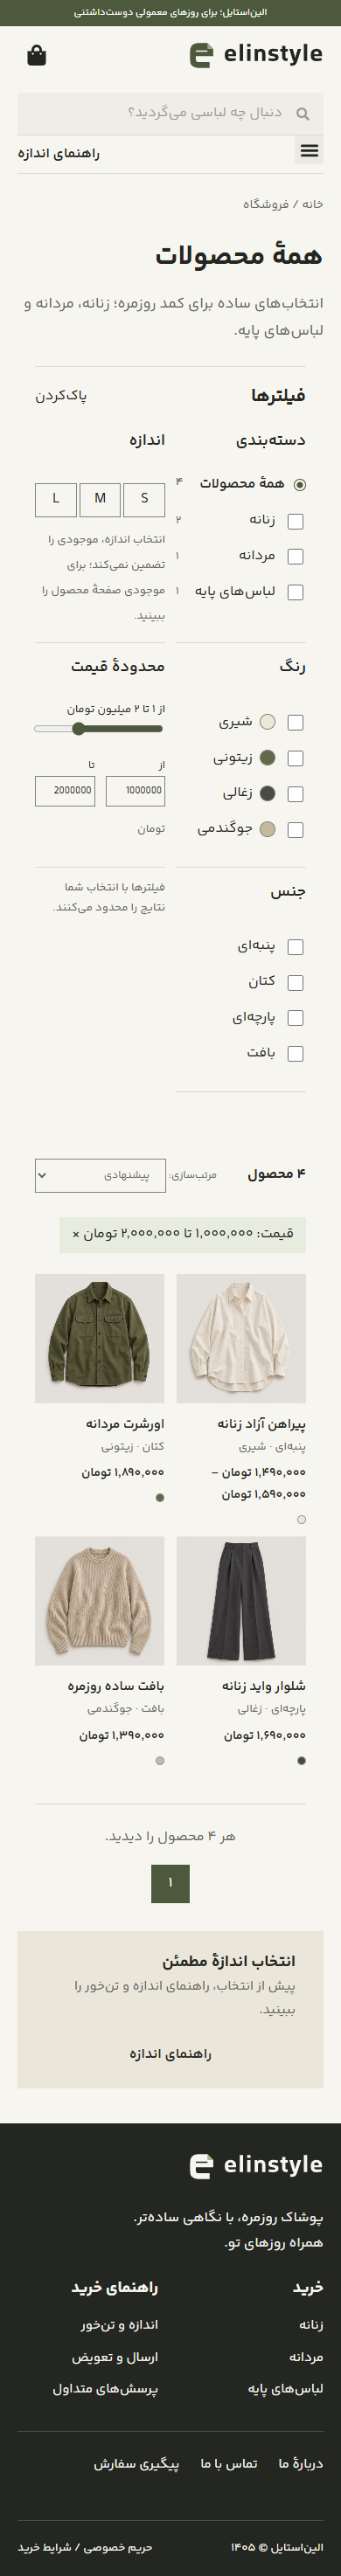 الین‌استایل؛ برای روزهای معمولی دوست‌داشتنی
elinstyle
دنبال چه لباسی می‌گردید؟
راهنمای اندازه
خانه / فروشگاه
همهٔ محصولات
انتخاب‌های ساده برای کمد روزمره؛ زنانه، مردانه و
لباس‌های پایه.
فیلترها
پاک‌کردن
دسته‌بندی
همهٔ محصولات ۴
زنانه ۲
مردانه ۱
لباس‌های پایه ۱
اندازه
S M L
انتخاب اندازه، موجودی را
تضمین نمی‌کند؛ برای
موجودی صفحهٔ محصول را
ببینید.
رنگ
شیری
زیتونی
زغالی
جوگندمی
محدودهٔ قیمت
از ۱ تا ۲ میلیون تومان
از تا
1000000 2000000
تومان
جنس
پنبه‌ای
کتان
پارچه‌ای
بافت
فیلترها با انتخاب شما
نتایج را محدود می‌کنند.
۴ محصول
مرتب‌سازی: پیشنهادی
قیمت: ۱,۰۰۰,۰۰۰ تا ۲,۰۰۰,۰۰۰ تومان ×
پیراهن آزاد زنانه
پنبه‌ای · شیری
۱,۴۹۰,۰۰۰ تومان –
۱,۵۹۰,۰۰۰ تومان
اورشرت مردانه
کتان · زیتونی
۱,۸۹۰,۰۰۰ تومان
شلوار واید زنانه
پارچه‌ای · زغالی
۱,۶۹۰,۰۰۰ تومان
بافت ساده روزمره
بافت · جوگندمی
۱,۳۹۰,۰۰۰ تومان
هر ۴ محصول را دیدید.
۱
انتخاب اندازهٔ مطمئن
پیش از انتخاب، راهنمای اندازه و تن‌خور را
ببینید.
راهنمای اندازه
elinstyle
پوشاک روزمره، با نگاهی ساده‌تر.
همراه روزهای تو.
خرید
زنانه
مردانه
لباس‌های پایه
راهنمای خرید
اندازه و تن‌خور
ارسال و تعویض
پرسش‌های متداول
دربارهٔ ما
تماس با ما
پیگیری سفارش
الین‌استایل © ۱۴۰۵
حریم خصوصی / شرایط خرید